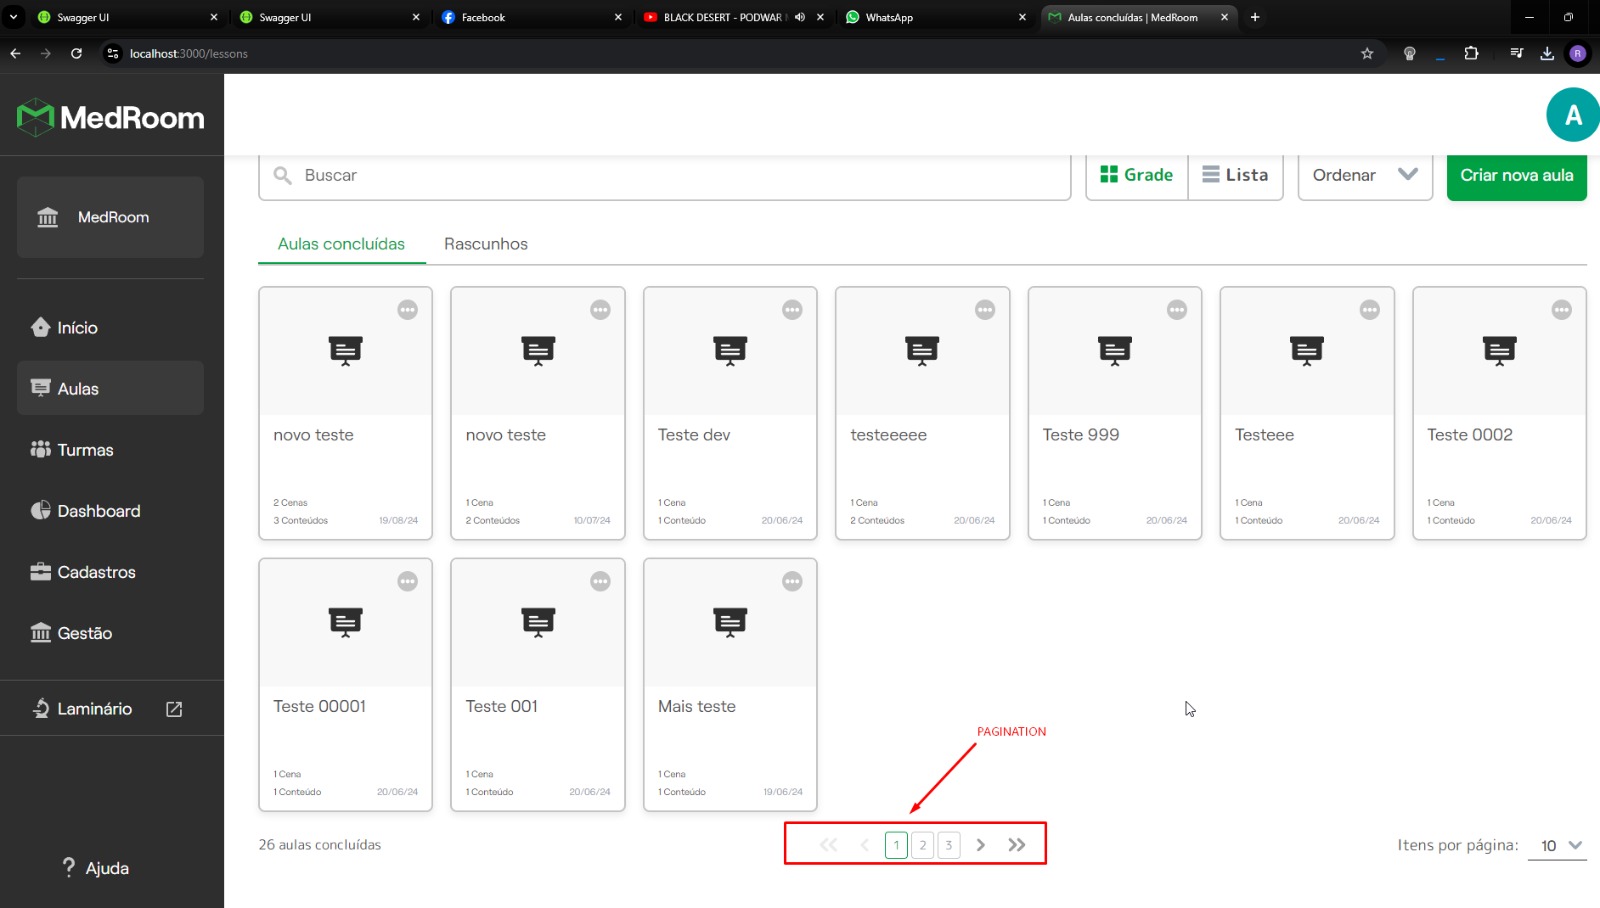 Swagger UI
Swagger UI
Facebook
BLACK DESERT - PODWAR
WhatsApp
Aulas concluídas | MedRoom
localhost:3000/lessons
R
MedRoom
A
MedRoom
Início
Aulas
Turmas
Dashboard
Cadastros
Gestão
Laminário
? Ajuda
Buscar
Grade
Lista
Ordenar
Criar nova aula
Aulas concluídas
Rascunhos
novo teste
2 Cenas
3 Conteúdos 19/08/24
novo teste
1 Cena
2 Conteúdos 10/07/24
Teste dev
1 Cena
1 Conteúdo 20/06/24
testeeeee
1 Cena
2 Conteúdos 20/06/24
Teste 999
1 Cena
1 Conteúdo 20/06/24
Testeee
1 Cena
1 Conteúdo 20/06/24
Teste 0002
1 Cena
1 Conteúdo 20/06/24
Teste 00001
1 Cena
1 Conteúdo 20/06/24
Teste 001
1 Cena
1 Conteúdo 20/06/24
Mais teste
1 Cena
1 Conteúdo 19/06/24
PAGINATION
26 aulas concluídas
1 2 3
Itens por página: 10